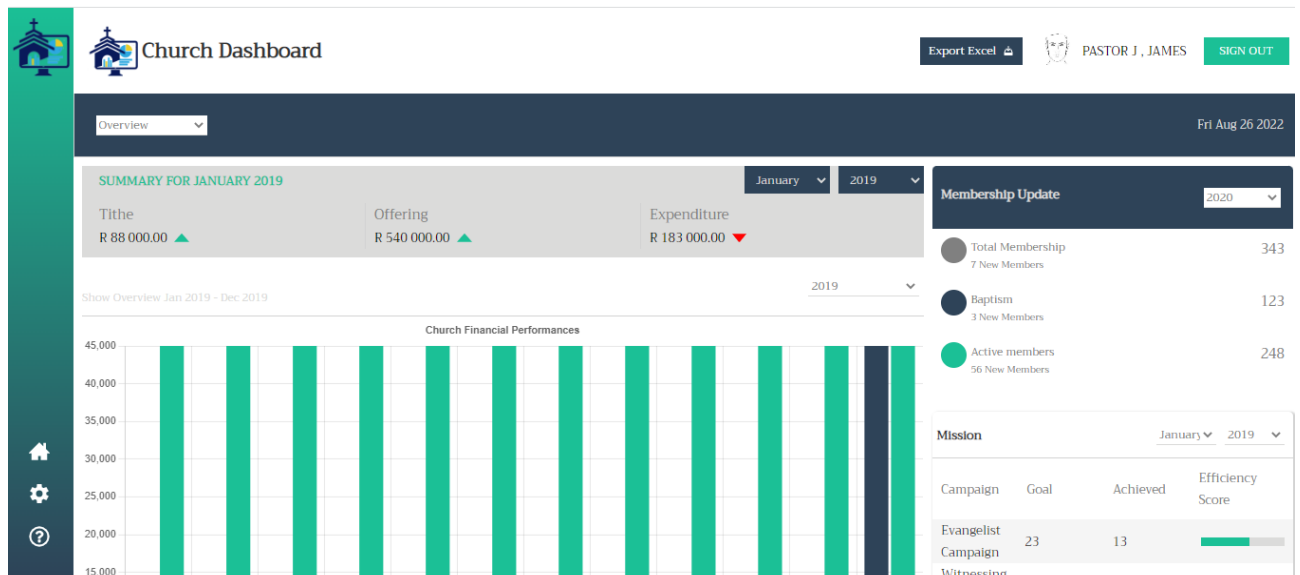 Church Dashboard
Export Excel
PASTOR J , JAMES
SIGN OUT
Overview
Fri Aug 26 2022
SUMMARY FOR JANUARY 2019
January
2019
Tithe
Offering
Expenditure
R 88 000.00
R 540 000.00
R 183 000.00
Show Overview Jan 2019 - Dec 2019
2019
Church Financial Performances
45,000
40,000
35,000
30,000
25,000
20,000
15,000
Membership Update
2020
Total Membership
343
7 New Members
Baptism
123
3 New Members
Active members
248
56 New Members
Mission
January
2019
Campaign
Goal
Achieved
Efficiency
Score
Evangelist
Campaign
23
13
Witnessing